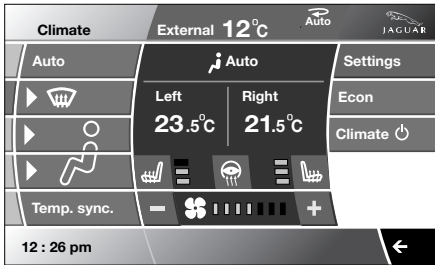 Climate
External 12°C
Auto
JAGUAR
Auto
Auto
Settings
Left
Right
Econ
23.5°C
21.5°C
Climate
Temp. sync.
− +
12 : 26 pm